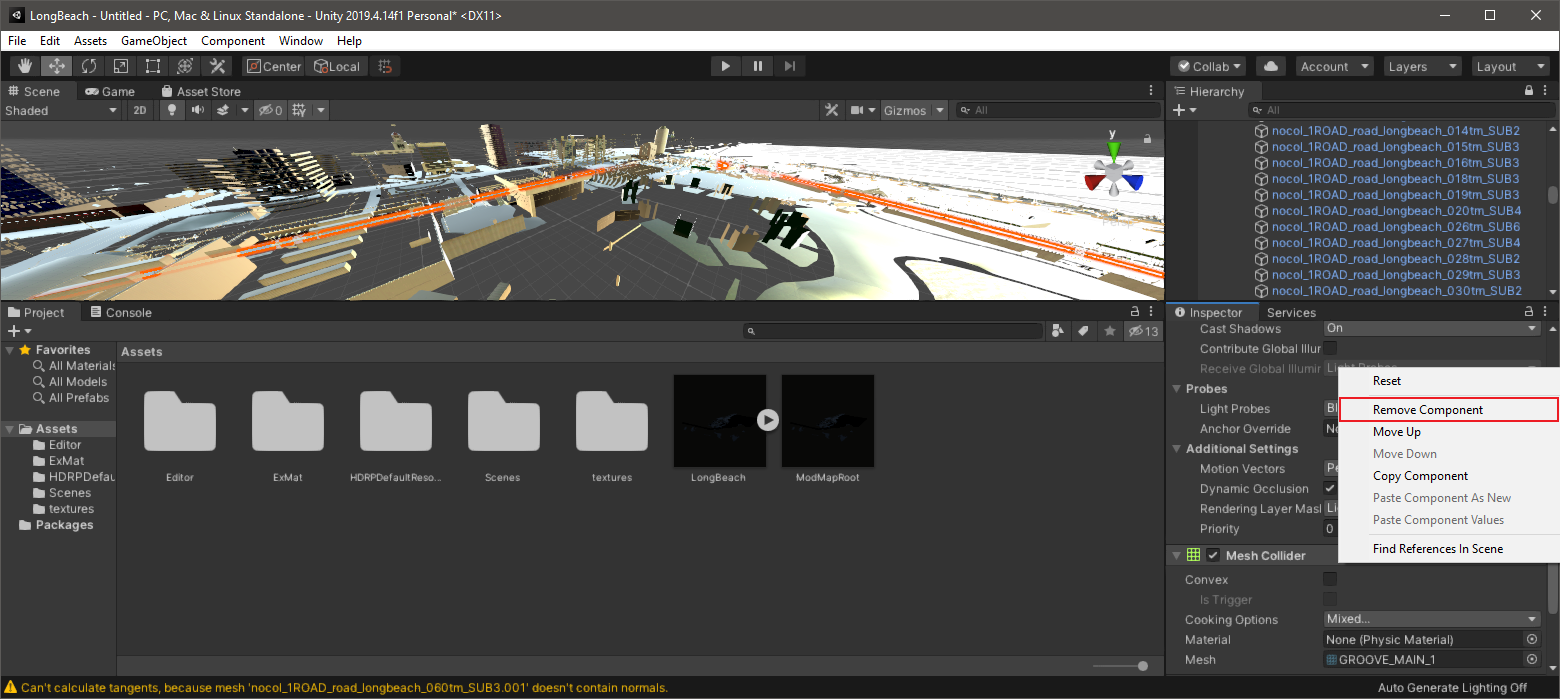 LongBeach - Untitled - PC, Mac & Linux Standalone - Unity 2019.4.14f1 Personal* <DX11>
File Edit Assets GameObject Component Window Help
Center Local Collab Account Layers Layout
Scene Game Asset Store
Shaded 2D 0 Gizmos All
y
Hierarchy
All
nocol_1ROAD_road_longbeach_014tm_SUB2
nocol_1ROAD_road_longbeach_015tm_SUB3
nocol_1ROAD_road_longbeach_016tm_SUB3
nocol_1ROAD_road_longbeach_018tm_SUB3
nocol_1ROAD_road_longbeach_019tm_SUB3
nocol_1ROAD_road_longbeach_020tm_SUB4
nocol_1ROAD_road_longbeach_026tm_SUB6
nocol_1ROAD_road_longbeach_027tm_SUB4
nocol_1ROAD_road_longbeach_028tm_SUB2
nocol_1ROAD_road_longbeach_029tm_SUB3
nocol_1ROAD_road_longbeach_030tm_SUB2
Project Console
13
Favorites
All Materials
All Models
All Prefabs
Assets
Editor
ExMat
HDRPDefau
Scenes
textures
Packages
Assets
Editor ExMat HDRPDefaultReso... Scenes textures LongBeach ModMapRoot
Inspector Services
Cast Shadows On
Contribute Global Illur
Receive Global Illumir
Probes
Light Probes Bl
Anchor Override No
Additional Settings
Motion Vectors Pe
Dynamic Occlusion
Rendering Layer Mask Li
Priority 0
Reset
Remove Component
Move Up
Move Down
Copy Component
Paste Component As New
Paste Component Values
Find References In Scene
Mesh Collider
Convex
Is Trigger
Cooking Options Mixed...
Material None (Physic Material)
Mesh GROOVE_MAIN_1
Can't calculate tangents, because mesh 'nocol_1ROAD_road_longbeach_060tm_SUB3.001' doesn't contain normals.
Auto Generate Lighting Off